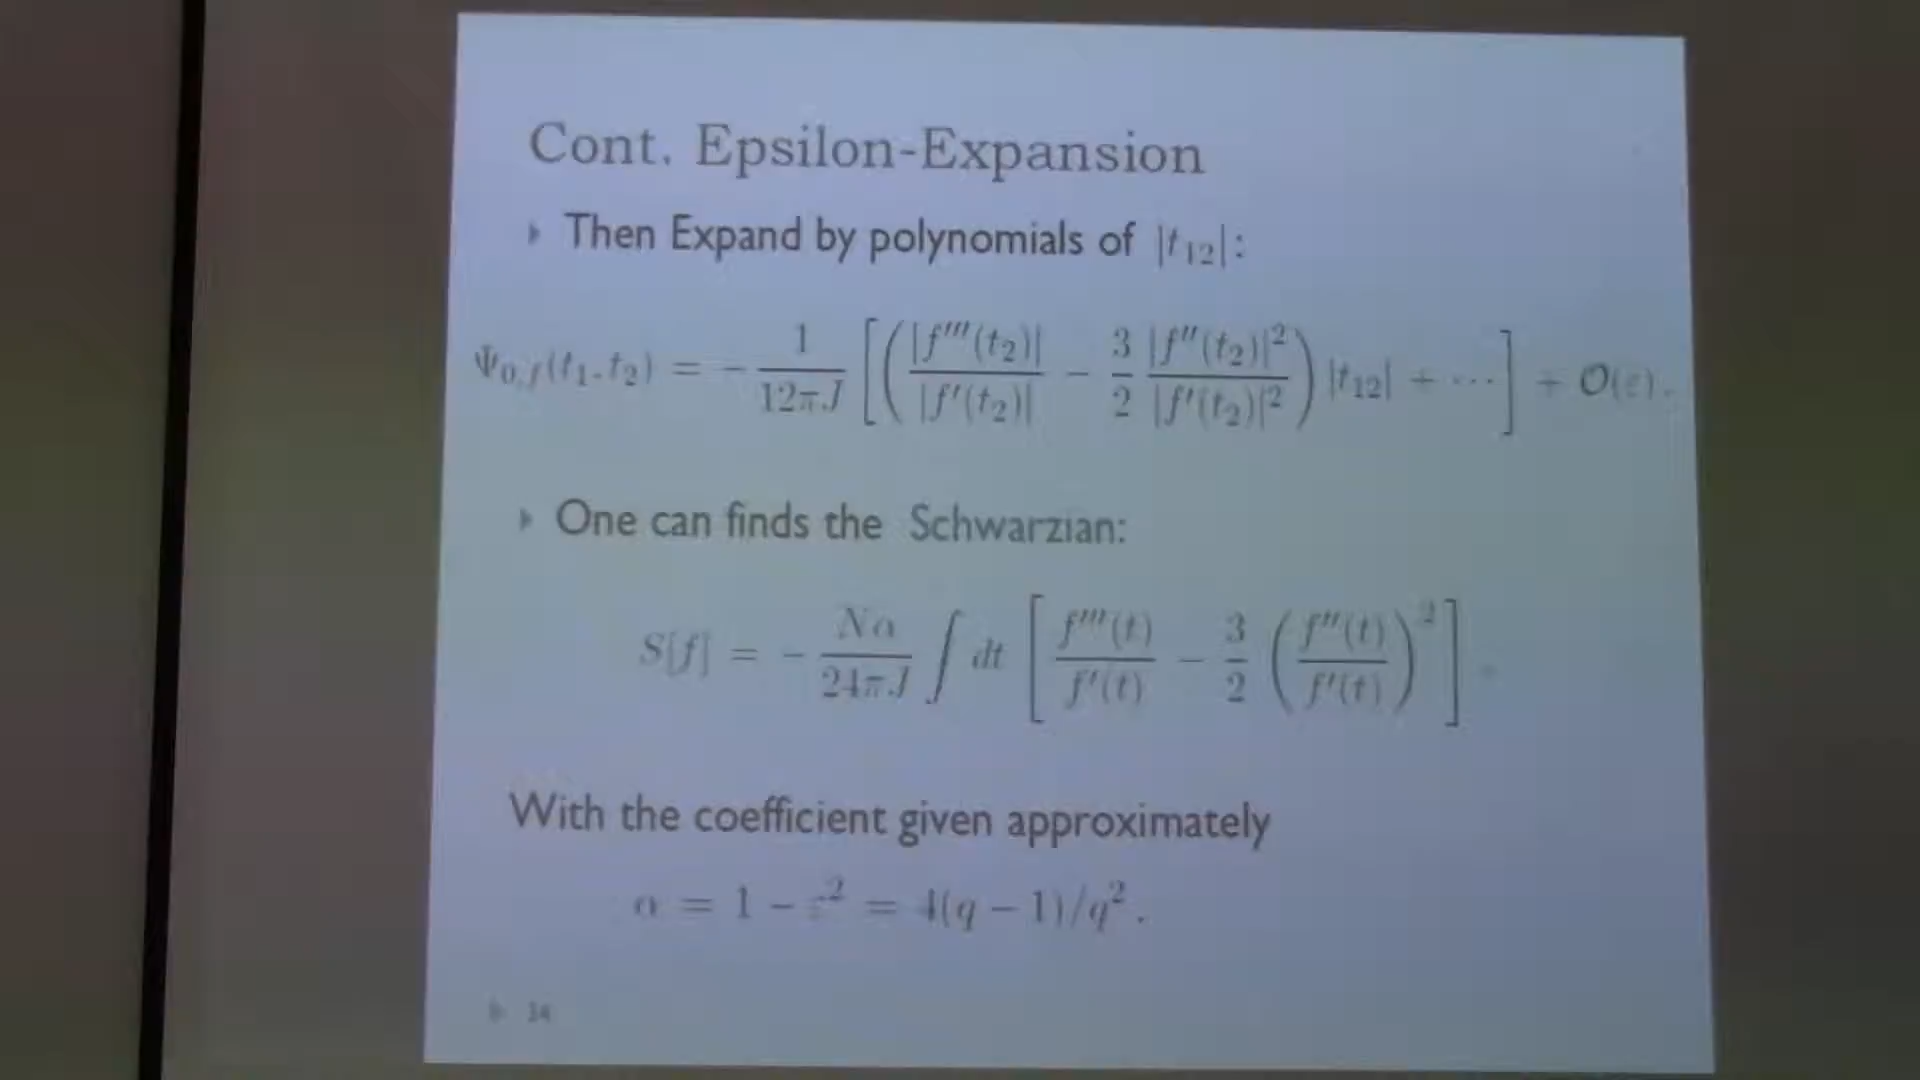 Cont. Epsilon-Expansion
Then Expand by polynomials of |t₁₂|:
Ψ₀,f(t₁,t₂) = − 1/(12πJ) [ ( |f'''(t₂)|/|f'(t₂)| − 3/2 |f''(t₂)|²/|f'(t₂)|² ) |t₁₂| + ⋯ ] + O(ε).
One can finds the Schwarzian:
S[f] = − Nα/(24πJ) ∫ dt [ f'''(t)/f'(t) − 3/2 ( f''(t)/f'(t) )² ] .
With the coefficient given approximately
α = 1 − ε² = 4(q − 1)/q² .